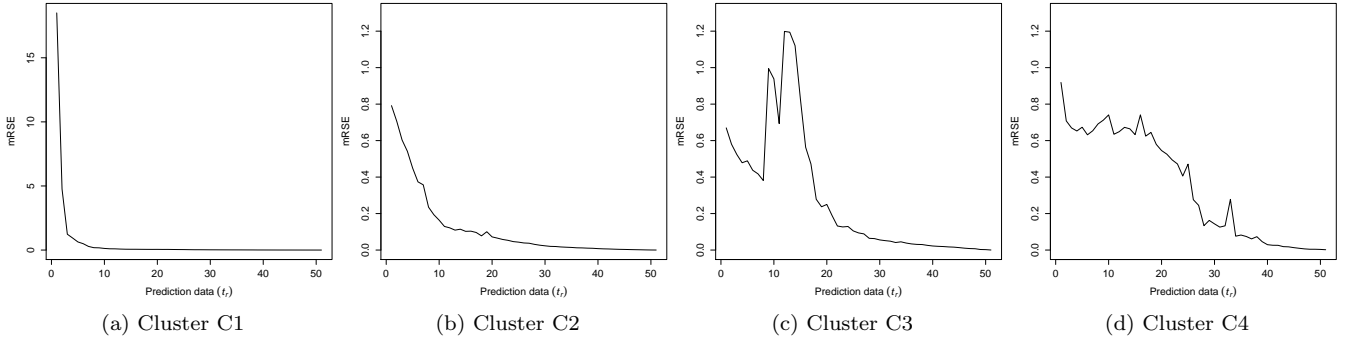 mRSE
15
10
5
0
0 10 20 30 40 50
Prediction data (tᵣ)
(a) Cluster C1
mRSE
1.2
1.0
0.8
0.6
0.4
0.2
0.0
0 10 20 30 40 50
Prediction data (tᵣ)
(b) Cluster C2
mRSE
1.2
1.0
0.8
0.6
0.4
0.2
0.0
0 10 20 30 40 50
Prediction data (tᵣ)
(c) Cluster C3
mRSE
1.2
1.0
0.8
0.6
0.4
0.2
0.0
0 10 20 30 40 50
Prediction data (tᵣ)
(d) Cluster C4